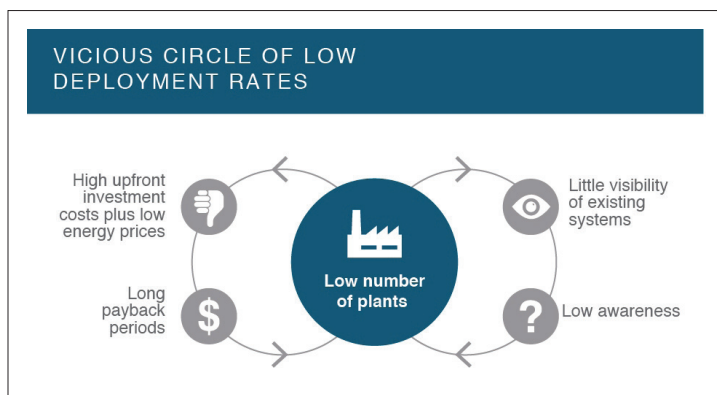 VICIOUS CIRCLE OF LOW
DEPLOYMENT RATES
High upfront
investment
costs plus low
energy prices
Long
payback
periods
$
Low number
of plants
Little visibility
of existing
systems
?
Low awareness